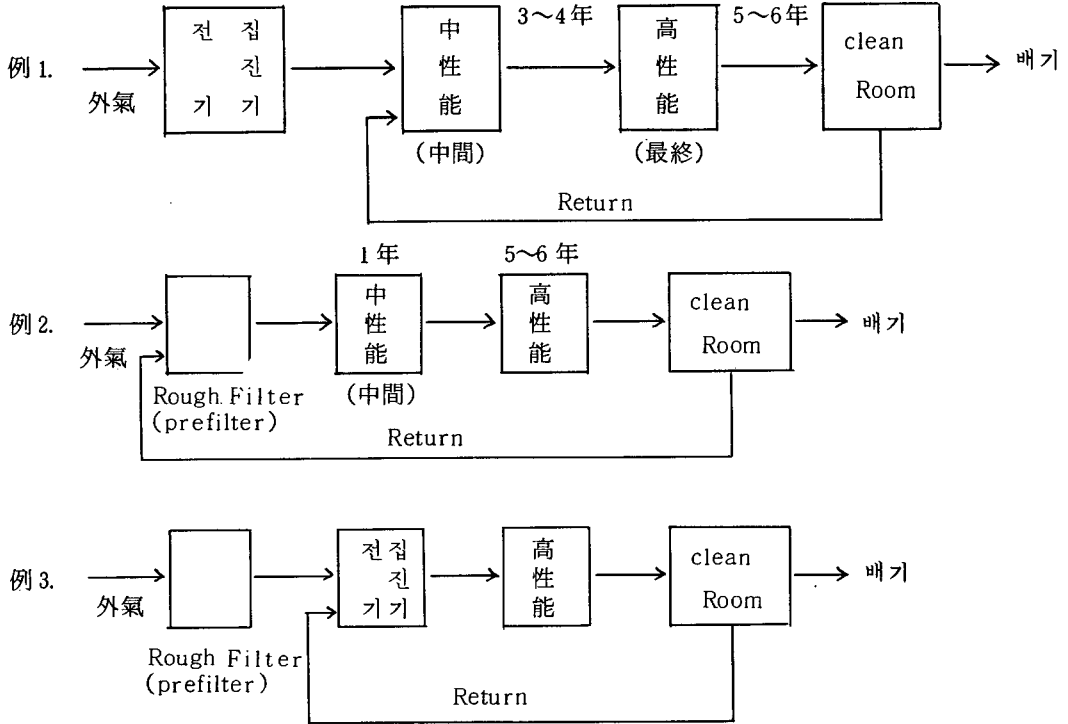 例 1.
外氣
전 집
진
기 기
中
性
能
(中間)
3～4年
高
性
能
(最終)
5～6年
clean
Room
배기
Return
例 2.
外氣
Rough Filter
(prefilter)
1年
中
性
能
(中間)
5～6年
高
性
能
clean
Room
배기
Return
例 3.
外氣
Rough Filter
(prefilter)
전집
진
기기
高
性
能
clean
Room
배기
Return